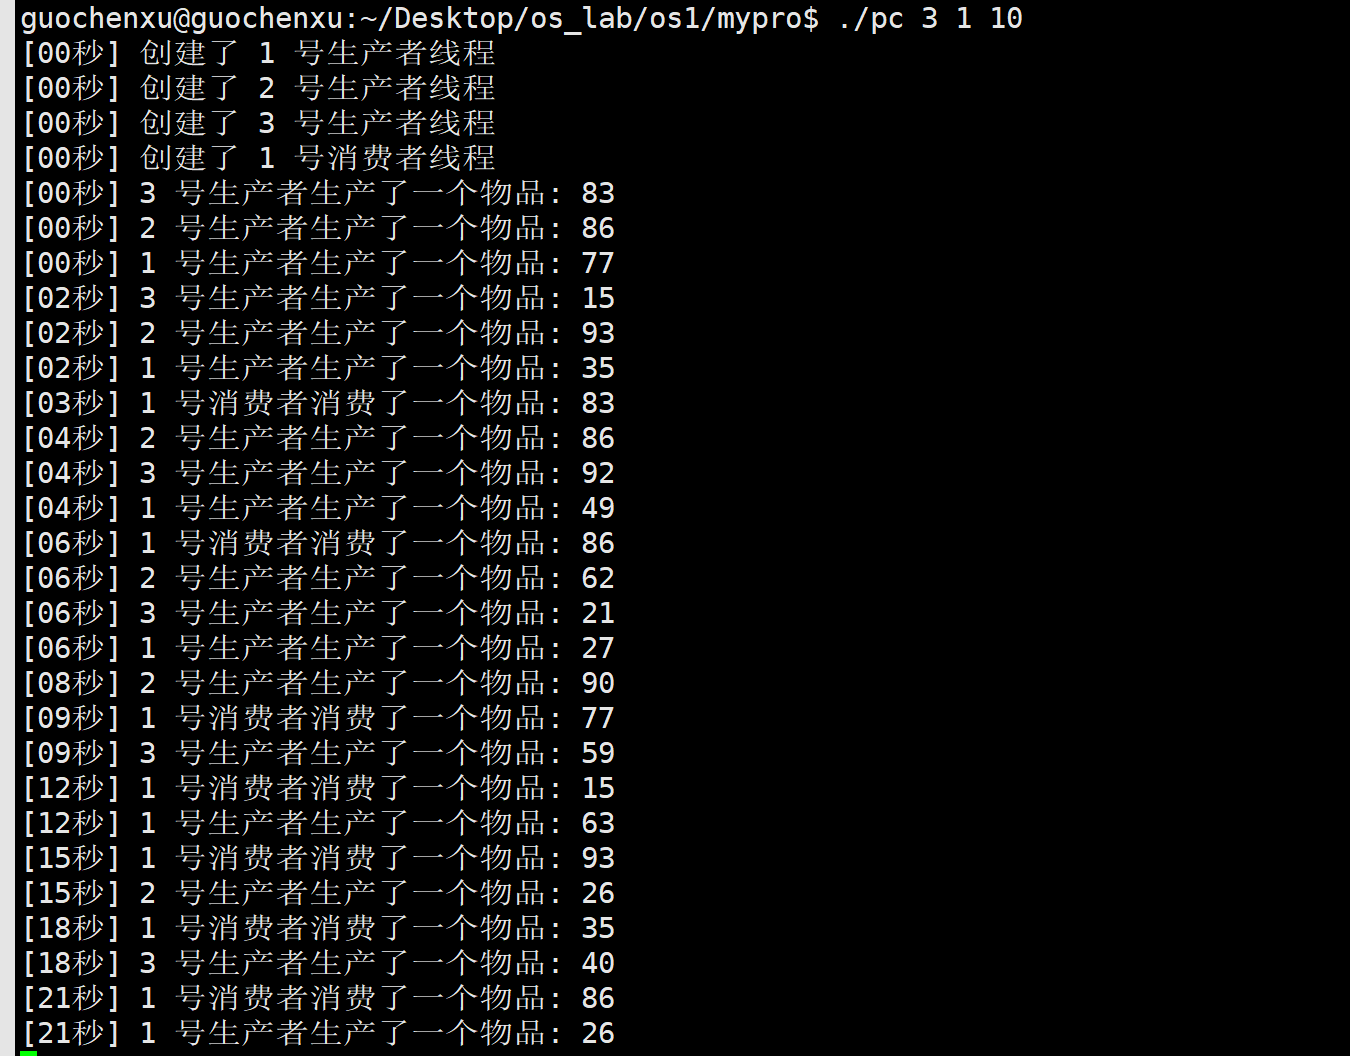 guochenxu@guochenxu:~/Desktop/os_lab/os1/mypro$ ./pc 3 1 10
[00秒] 创建了 1 号生产者线程
[00秒] 创建了 2 号生产者线程
[00秒] 创建了 3 号生产者线程
[00秒] 创建了 1 号消费者线程
[00秒] 3 号生产者生产了一个物品: 83
[00秒] 2 号生产者生产了一个物品: 86
[00秒] 1 号生产者生产了一个物品: 77
[02秒] 3 号生产者生产了一个物品: 15
[02秒] 2 号生产者生产了一个物品: 93
[02秒] 1 号生产者生产了一个物品: 35
[03秒] 1 号消费者消费了一个物品: 83
[04秒] 2 号生产者生产了一个物品: 86
[04秒] 3 号生产者生产了一个物品: 92
[04秒] 1 号生产者生产了一个物品: 49
[06秒] 1 号消费者消费了一个物品: 86
[06秒] 2 号生产者生产了一个物品: 62
[06秒] 3 号生产者生产了一个物品: 21
[06秒] 1 号生产者生产了一个物品: 27
[08秒] 2 号生产者生产了一个物品: 90
[09秒] 1 号消费者消费了一个物品: 77
[09秒] 3 号生产者生产了一个物品: 59
[12秒] 1 号消费者消费了一个物品: 15
[12秒] 1 号生产者生产了一个物品: 63
[15秒] 1 号消费者消费了一个物品: 93
[15秒] 2 号生产者生产了一个物品: 26
[18秒] 1 号消费者消费了一个物品: 35
[18秒] 3 号生产者生产了一个物品: 40
[21秒] 1 号消费者消费了一个物品: 86
[21秒] 1 号生产者生产了一个物品: 26